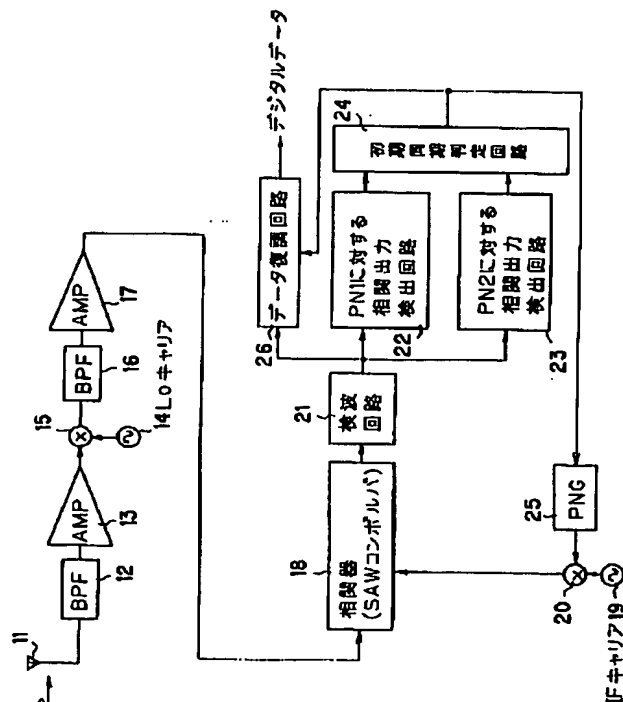 11
BPF
12
AMP
13
15
14 Loキャリア
BPF
16
AMP
17
相関器
(SAWコンボルバ)
18
検波
回路
21
データ復調回路
26
デジタルデータ
PN1に対する
相関出力
検出回路
22
PN2に対する
相関出力
検出回路
23
初期同期判定回路
24
PNG
25
20
IFキャリア19